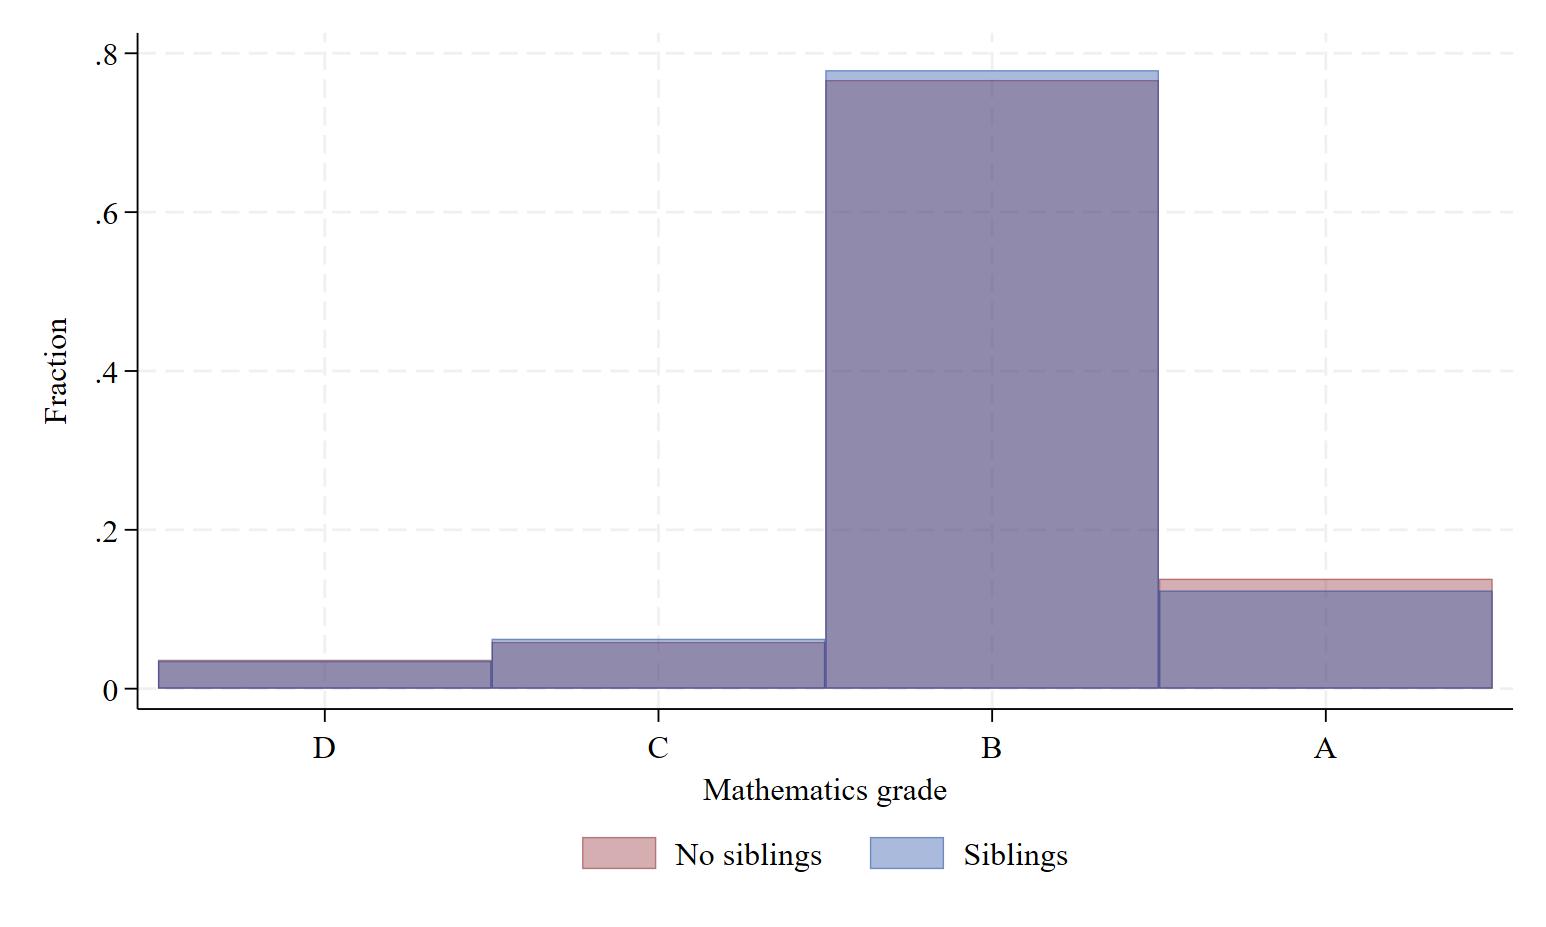 .8
.6
.4
.2
0
Fraction
D C B A
Mathematics grade
No siblings Siblings